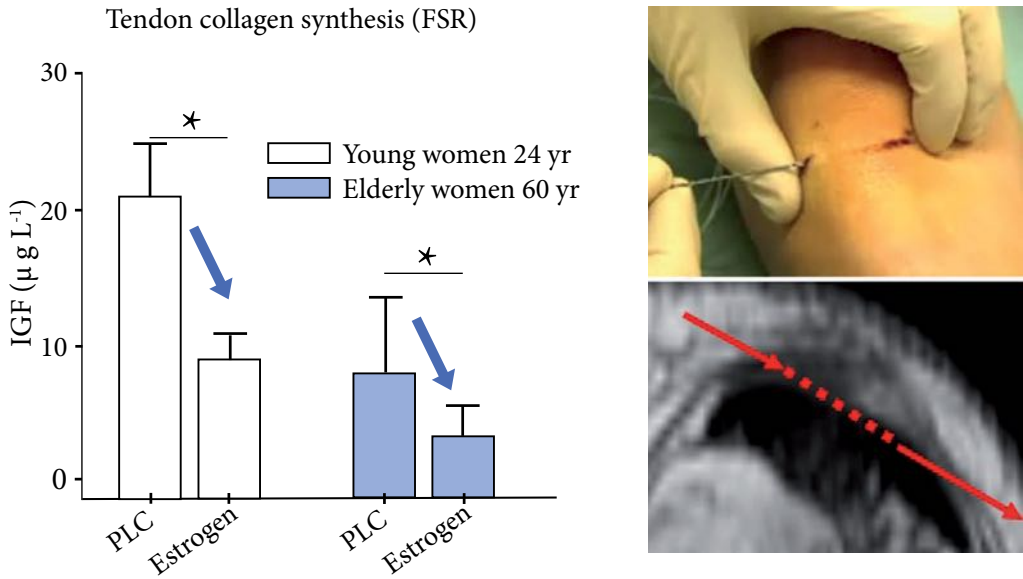 Tendon collagen synthesis (FSR)
30
20
10
0
IGF (µ g L-1)
*
*
Young women 24 yr
Elderly women 60 yr
PLC
Estrogen
PLC
Estrogen